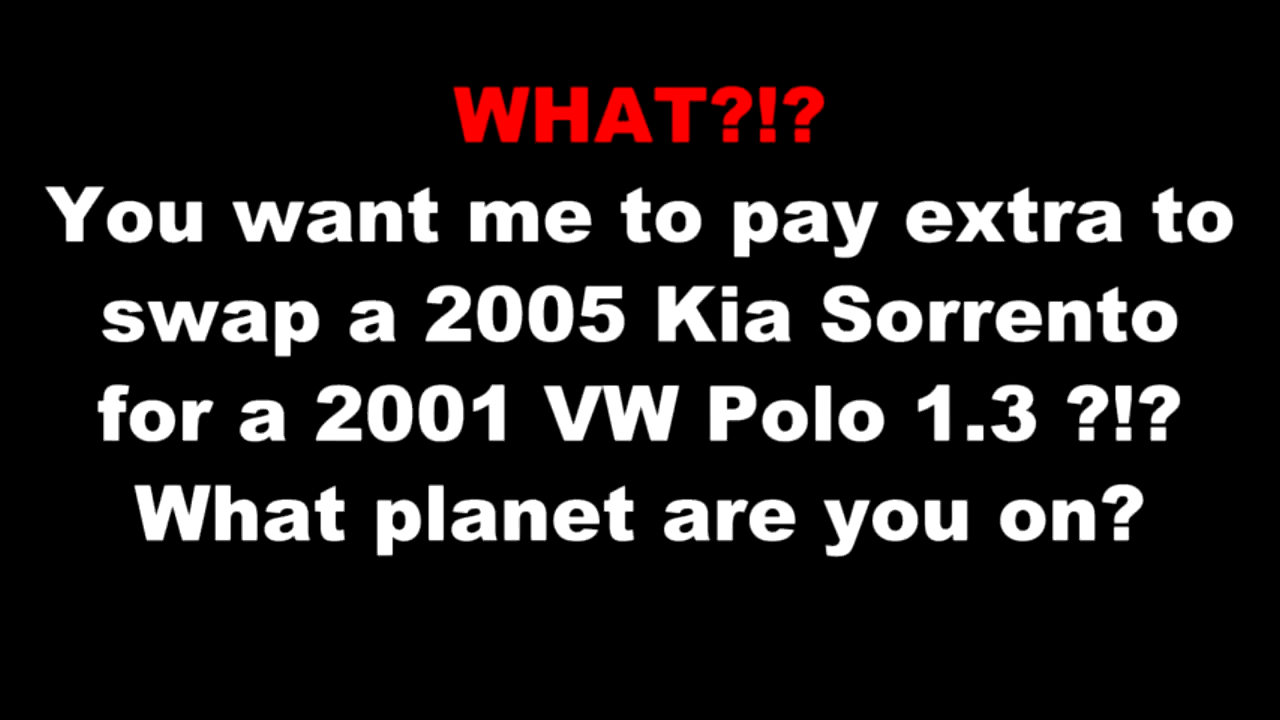 WHAT?!?
You want me to pay extra to
swap a 2005 Kia Sorrento
for a 2001 VW Polo 1.3 ?!?
What planet are you on?